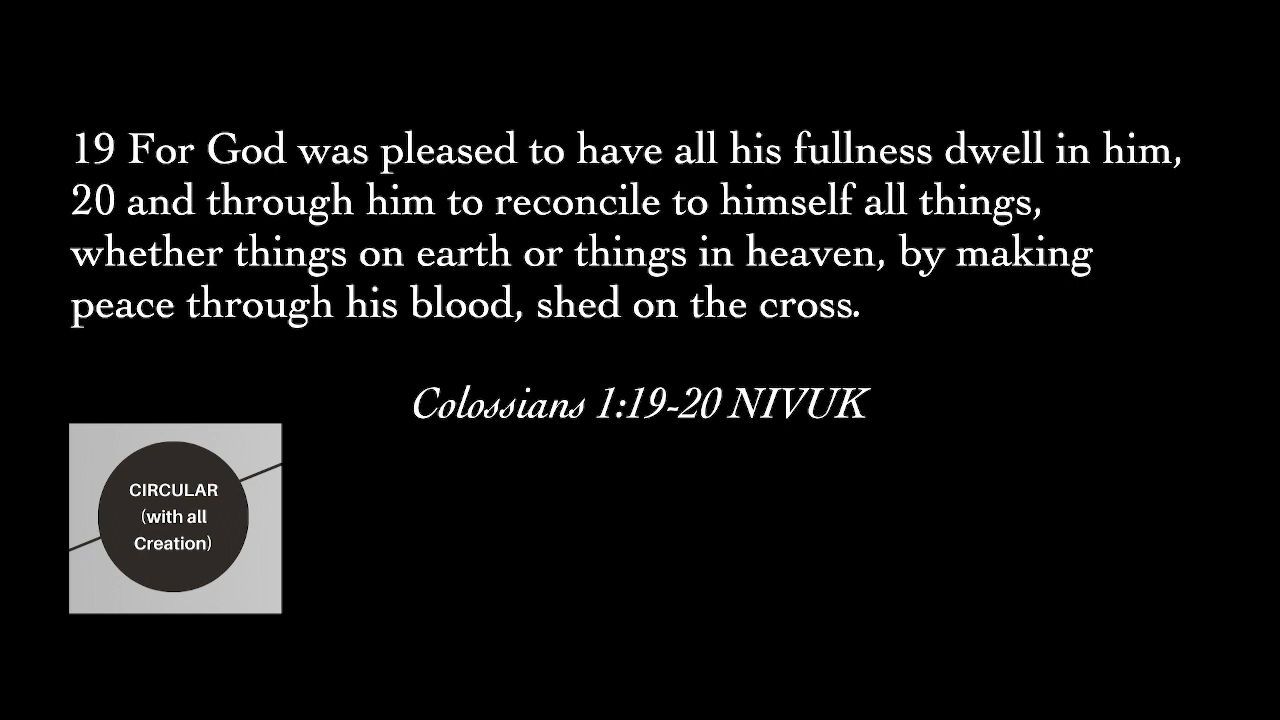 19 For God was pleased to have all his fullness dwell in him,
20 and through him to reconcile to himself all things,
whether things on earth or things in heaven, by making
peace through his blood, shed on the cross.
Colossians 1:19-20 NIVUK
CIRCULAR
(with all
Creation)